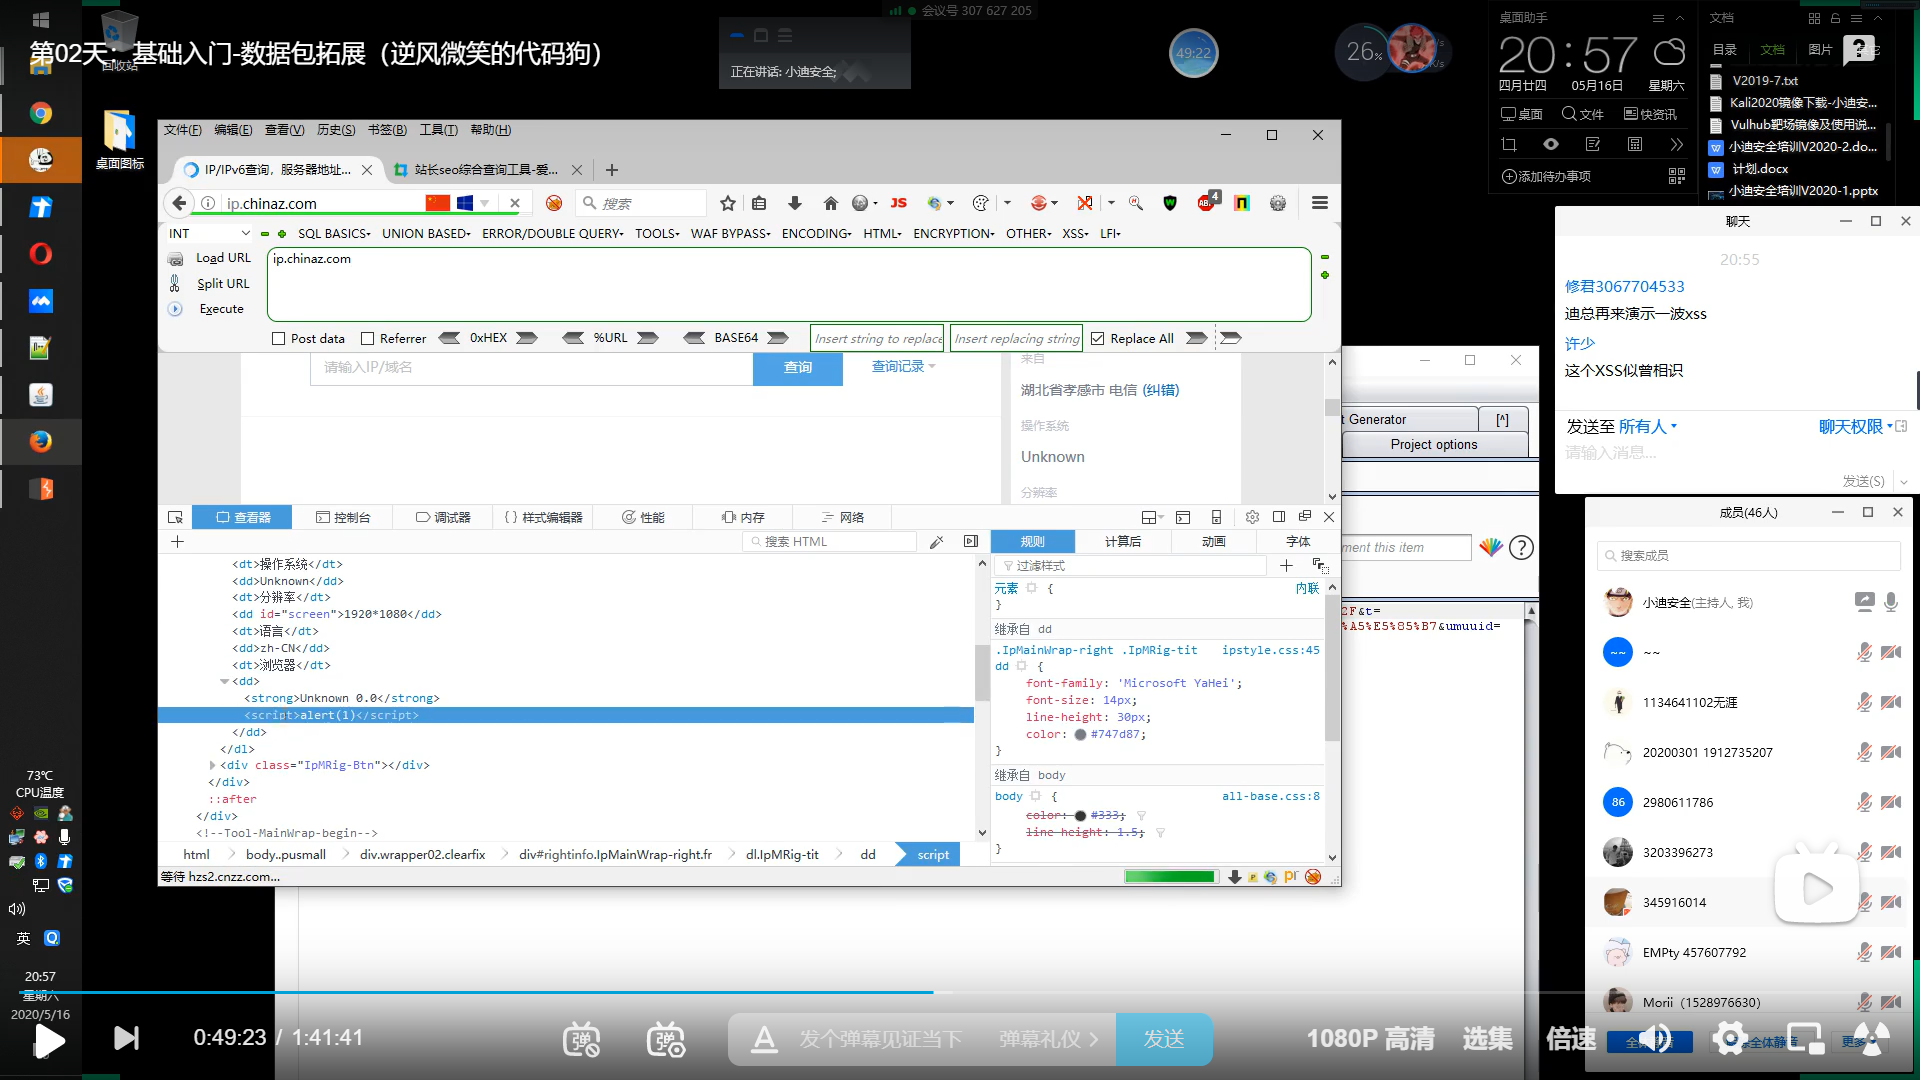 会议号 307 627 205
第02天：基础入门-数据包拓展（逆风微笑的代码狗）
回收站
正在讲话: 小迪安全;
49:22
26%
桌面助手
20:57
四月廿四 05月16日 星期六
桌面 文件 快资讯
添加待办事项
文档
目录 文档 图片
V2019-7.txt
Kali2020镜像下载-小迪安...
Vulhub靶场镜像及使用说...
小迪安全培训V2020-2.do...
计划.docx
小迪安全培训V2020-1.pptx
桌面图标
文件(F) 编辑(E) 查看(V) 历史(S) 书签(B) 工具(T) 帮助(H)
IP/IPv6查询，服务器地址...
站长seo综合查询工具-爱...
ip.chinaz.com
搜索
JS
4
INT
SQL BASICS UNION BASED ERROR/DOUBLE QUERY TOOLS WAF BYPASS ENCODING HTML ENCRYPTION OTHER XSS LFI
Load URL
ip.chinaz.com
Split URL
Execute
Post data Referrer 0xHEX %URL BASE64 Insert string to replace Insert replacing string Replace All
请输入IP/域名
查询
查询记录
来自
湖北省孝感市 电信 (纠错)
操作系统
Unknown
分辨率
查看器 控制台 调试器 样式编辑器 性能 内存 网络
搜索 HTML
<dt>操作系统</dt>
<dd>Unknown</dd>
<dt>分辨率</dt>
<dd id="screen">1920*1080</dd>
<dt>语言</dt>
<dd>zh-CN</dd>
<dt>浏览器</dt>
<dd>
<strong>Unknown 0.0</strong>
<script>alert(1)</script>
</dd>
</dl>
<div class="IpMRig-Btn"></div>
</div>
::after
</div>
<!--Tool-MainWrap-begin-->
html body..pusmall div.wrapper02.clearfix div#rightinfo.IpMainWrap-right.fr dl.IpMRig-tit dd script
等待 hzs2.cnzz.com...
规则 计算后 动画 字体
过滤样式
元素 { 内联
}
继承自 dd
.IpMainWrap-right .IpMRig-tit ipstyle.css:45
dd {
font-family: 'Microsoft YaHei';
font-size: 14px;
line-height: 30px;
color: #747d87;
}
继承自 body
body { all-base.css:8
color: #333;
line-height: 1.5;
}
t Generator
[^]
Project options
ment this item
2F&t=
%A5%E5%85%B7&umuuid=
聊天
20:55
修君3067704533
迪总再来演示一波xss
许少
这个XSS似曾相识
发送至 所有人
聊天权限
请输入消息...
发送(S)
成员(46人)
搜索成员
小迪安全(主持人, 我)
~~
~~
1134641102无涯
20200301 1912735207
86
2980611786
3203396273
345916014
EMPty 457607792
Morii（1528976630）
73℃
CPU温度
英
20:57
星期六
2020/5/16
0:49:23 / 1:41:41
发个弹幕见证当下
弹幕礼仪
发送
1080P 高清
选集
倍速
更多